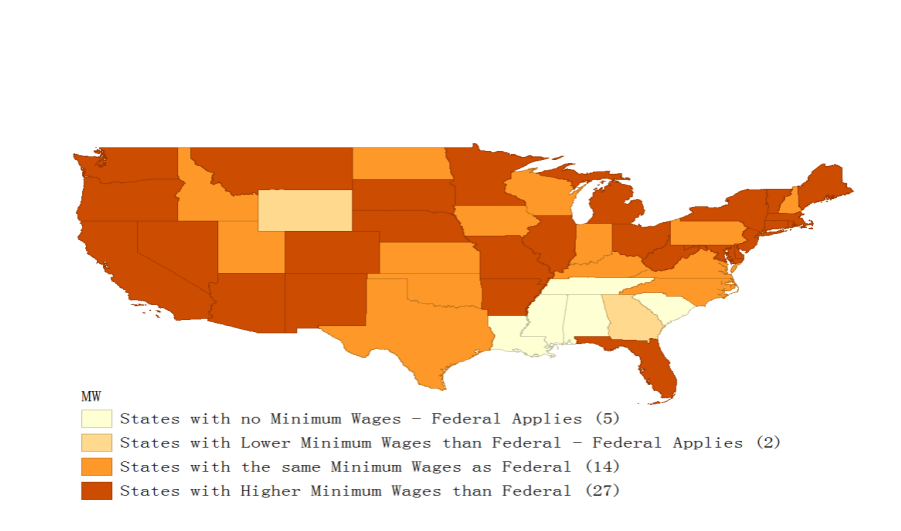 MW
States with no Minimum Wages - Federal Applies (5)
States with Lower Minimum Wages than Federal - Federal Applies (2)
States with the same Minimum Wages as Federal (14)
States with Higher Minimum Wages than Federal (27)